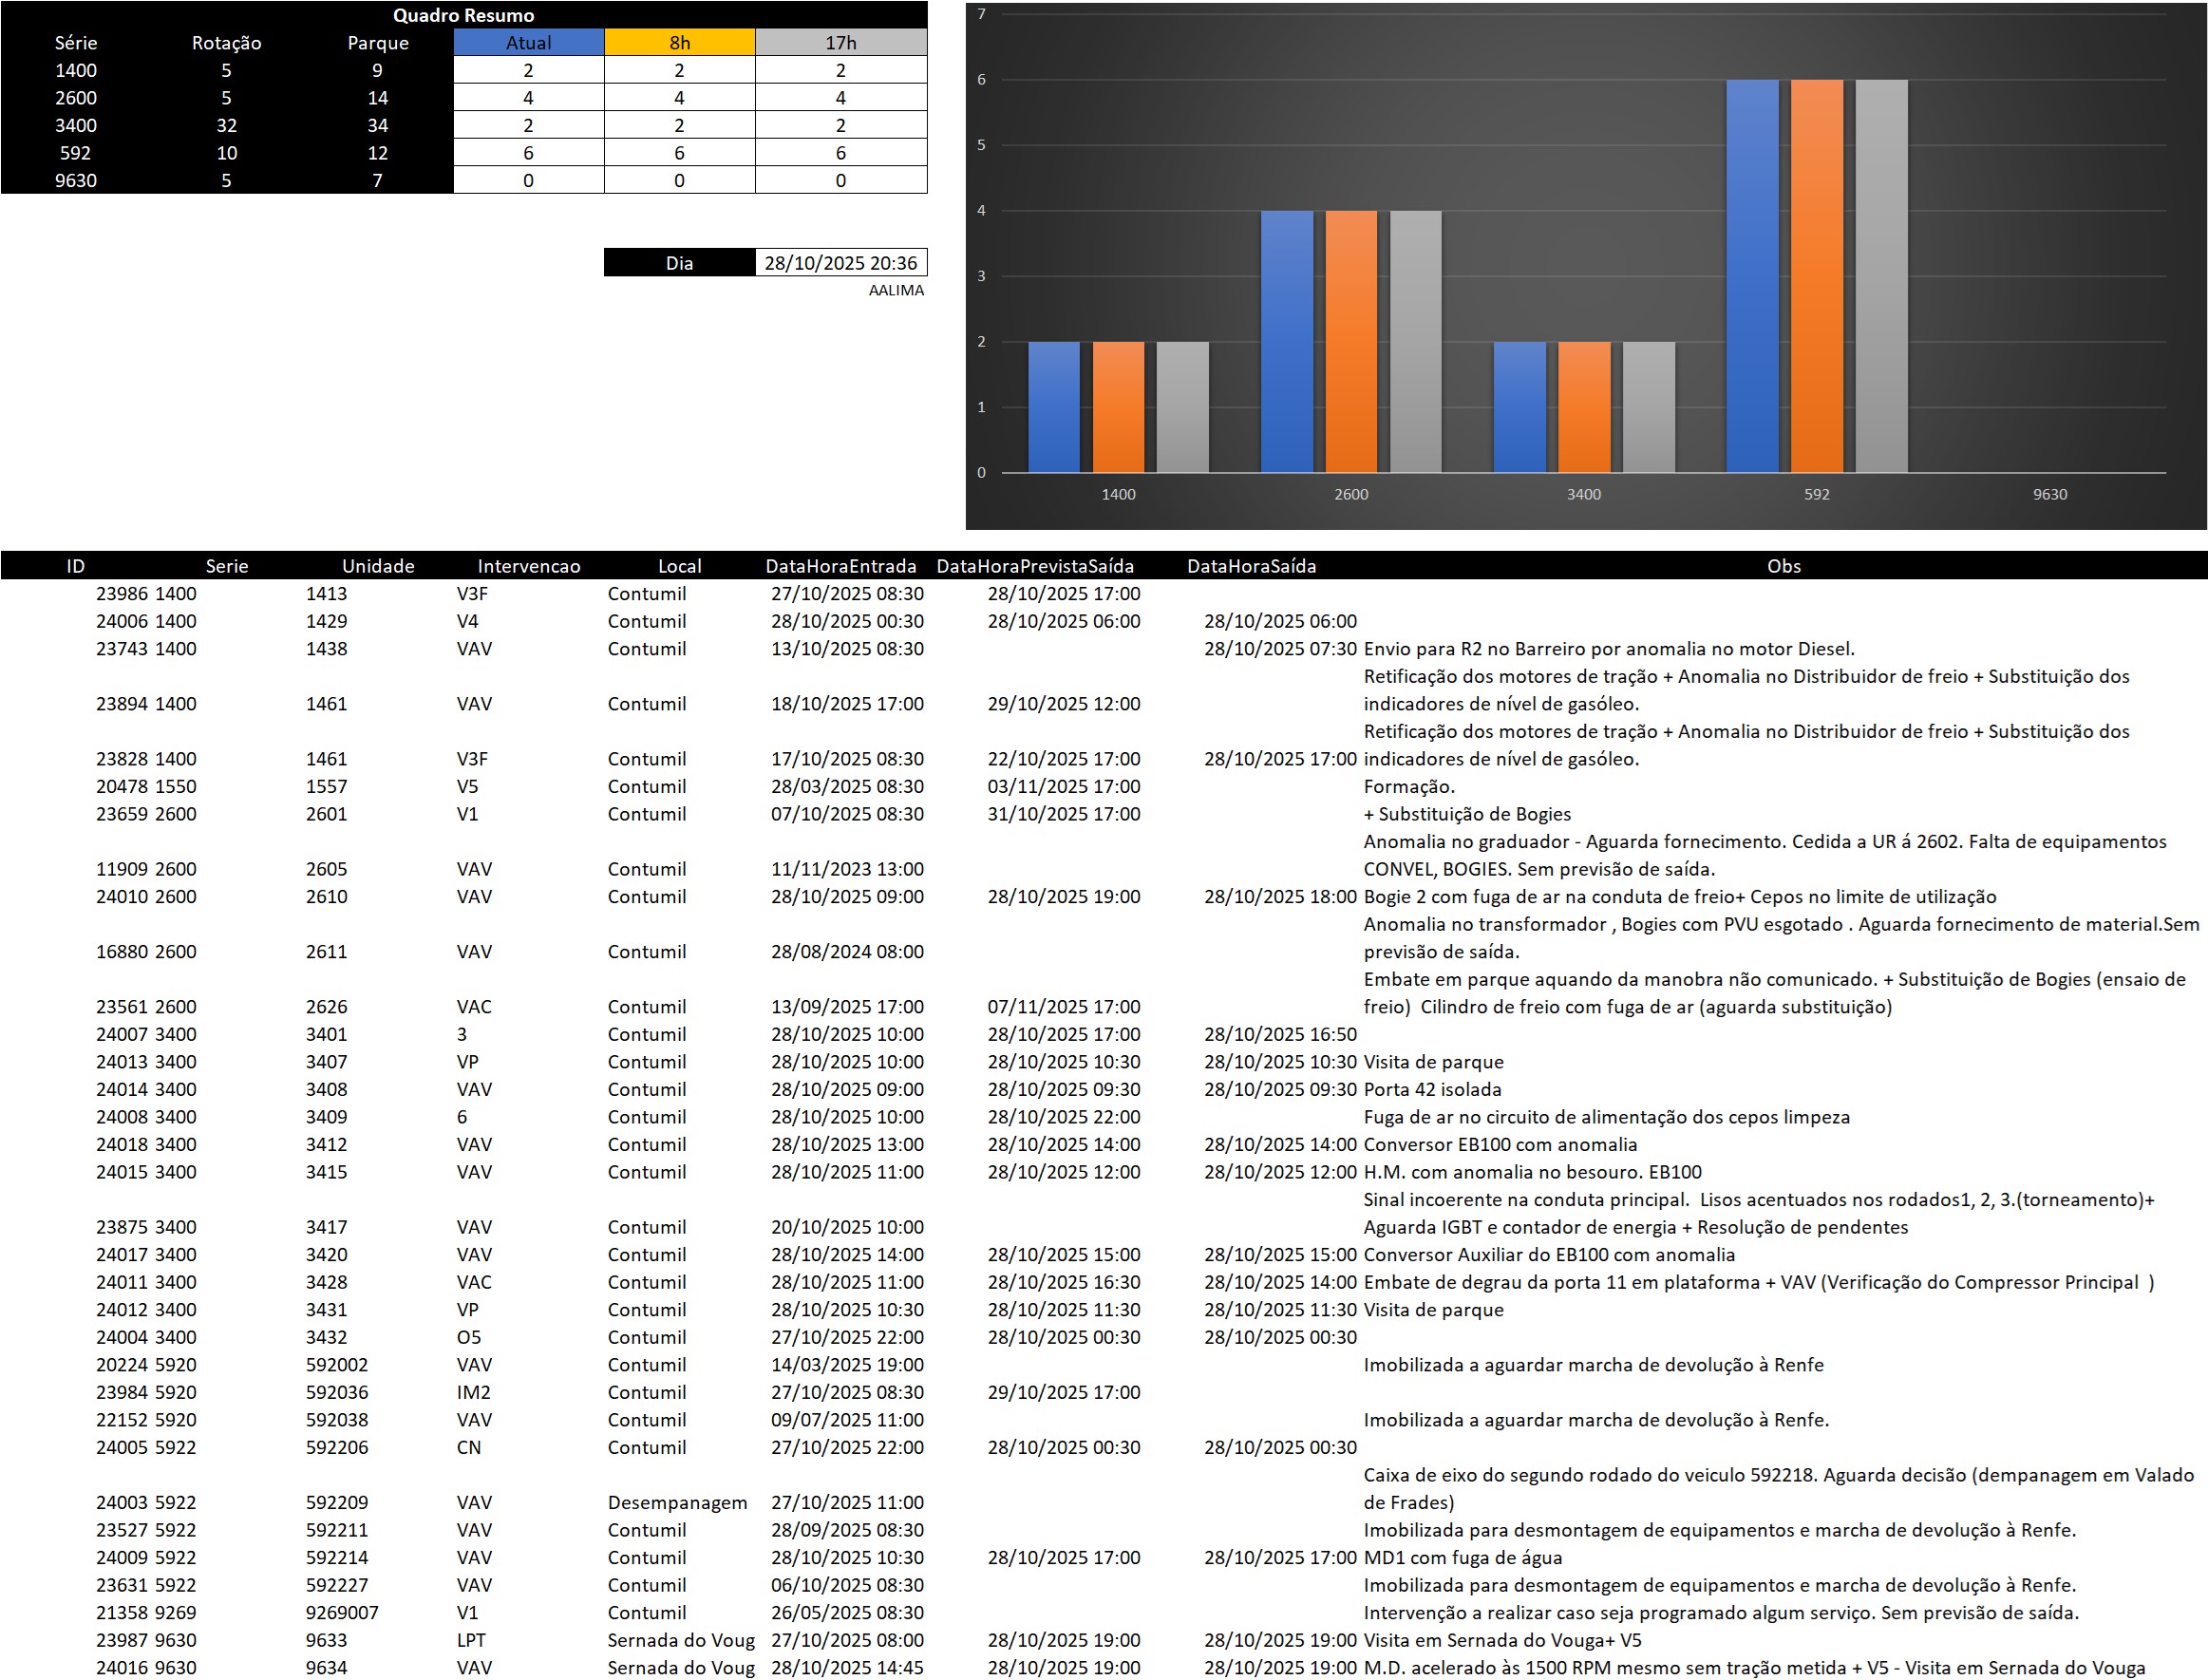 Quadro Resumo
Série Rotação Parque Atual 8h 17h
1400 5 9 2 2 2
2600 5 14 4 4 4
3400 32 34 2 2 2
592 10 12 6 6 6
9630 5 7 0 0 0
Dia 28/10/2025 20:36
AALIMA
7
6
5
4
3
2
1
0
1400 2600 3400 592 9630
ID Serie Unidade Intervencao Local DataHoraEntrada DataHoraPrevistaSaída DataHoraSaída Obs
23986 1400 1413 V3F Contumil 27/10/2025 08:30 28/10/2025 17:00
24006 1400 1429 V4 Contumil 28/10/2025 00:30 28/10/2025 06:00 28/10/2025 06:00
23743 1400 1438 VAV Contumil 13/10/2025 08:30 28/10/2025 07:30 Envio para R2 no Barreiro por anomalia no motor Diesel.
Retificação dos motores de tração + Anomalia no Distribuidor de freio + Substituição dos
23894 1400 1461 VAV Contumil 18/10/2025 17:00 29/10/2025 12:00 indicadores de nível de gasóleo.
Retificação dos motores de tração + Anomalia no Distribuidor de freio + Substituição dos
23828 1400 1461 V3F Contumil 17/10/2025 08:30 22/10/2025 17:00 28/10/2025 17:00 indicadores de nível de gasóleo.
20478 1550 1557 V5 Contumil 28/03/2025 08:30 03/11/2025 17:00 Formação.
23659 2600 2601 V1 Contumil 07/10/2025 08:30 31/10/2025 17:00 + Substituição de Bogies
Anomalia no graduador - Aguarda fornecimento. Cedida a UR á 2602. Falta de equipamentos
11909 2600 2605 VAV Contumil 11/11/2023 13:00 CONVEL, BOGIES. Sem previsão de saída.
24010 2600 2610 VAV Contumil 28/10/2025 09:00 28/10/2025 19:00 28/10/2025 18:00 Bogie 2 com fuga de ar na conduta de freio+ Cepos no limite de utilização
Anomalia no transformador , Bogies com PVU esgotado . Aguarda fornecimento de material.Sem
16880 2600 2611 VAV Contumil 28/08/2024 08:00 previsão de saída.
Embate em parque aquando da manobra não comunicado. + Substituição de Bogies (ensaio de
23561 2600 2626 VAC Contumil 13/09/2025 17:00 07/11/2025 17:00 freio)  Cilindro de freio com fuga de ar (aguarda substituição)
24007 3400 3401 3 Contumil 28/10/2025 10:00 28/10/2025 17:00 28/10/2025 16:50
24013 3400 3407 VP Contumil 28/10/2025 10:00 28/10/2025 10:30 28/10/2025 10:30 Visita de parque
24014 3400 3408 VAV Contumil 28/10/2025 09:00 28/10/2025 09:30 28/10/2025 09:30 Porta 42 isolada
24008 3400 3409 6 Contumil 28/10/2025 10:00 28/10/2025 22:00 Fuga de ar no circuito de alimentação dos cepos limpeza
24018 3400 3412 VAV Contumil 28/10/2025 13:00 28/10/2025 14:00 28/10/2025 14:00 Conversor EB100 com anomalia
24015 3400 3415 VAV Contumil 28/10/2025 11:00 28/10/2025 12:00 28/10/2025 12:00 H.M. com anomalia no besouro. EB100
Sinal incoerente na conduta principal.  Lisos acentuados nos rodados1, 2, 3.(torneamento)+
23875 3400 3417 VAV Contumil 20/10/2025 10:00 Aguarda IGBT e contador de energia + Resolução de pendentes
24017 3400 3420 VAV Contumil 28/10/2025 14:00 28/10/2025 15:00 28/10/2025 15:00 Conversor Auxiliar do EB100 com anomalia
24011 3400 3428 VAC Contumil 28/10/2025 11:00 28/10/2025 16:30 28/10/2025 14:00 Embate de degrau da porta 11 em plataforma + VAV (Verificação do Compressor Principal  )
24012 3400 3431 VP Contumil 28/10/2025 10:30 28/10/2025 11:30 28/10/2025 11:30 Visita de parque
24004 3400 3432 O5 Contumil 27/10/2025 22:00 28/10/2025 00:30 28/10/2025 00:30
20224 5920 592002 VAV Contumil 14/03/2025 19:00 Imobilizada a aguardar marcha de devolução à Renfe
23984 5920 592036 IM2 Contumil 27/10/2025 08:30 29/10/2025 17:00
22152 5920 592038 VAV Contumil 09/07/2025 11:00 Imobilizada a aguardar marcha de devolução à Renfe.
24005 5922 592206 CN Contumil 27/10/2025 22:00 28/10/2025 00:30 28/10/2025 00:30
Caixa de eixo do segundo rodado do veiculo 592218. Aguarda decisão (dempanagem em Valado
24003 5922 592209 VAV Desempanagem 27/10/2025 11:00 de Frades)
23527 5922 592211 VAV Contumil 28/09/2025 08:30 Imobilizada para desmontagem de equipamentos e marcha de devolução à Renfe.
24009 5922 592214 VAV Contumil 28/10/2025 10:30 28/10/2025 17:00 28/10/2025 17:00 MD1 com fuga de água
23631 5922 592227 VAV Contumil 06/10/2025 08:30 Imobilizada para desmontagem de equipamentos e marcha de devolução à Renfe.
21358 9269 9269007 V1 Contumil 26/05/2025 08:30 Intervenção a realizar caso seja programado algum serviço. Sem previsão de saída.
23987 9630 9633 LPT Sernada do Voug 27/10/2025 08:00 28/10/2025 19:00 28/10/2025 19:00 Visita em Sernada do Vouga+ V5
24016 9630 9634 VAV Sernada do Voug 28/10/2025 14:45 28/10/2025 19:00 28/10/2025 19:00 M.D. acelerado às 1500 RPM mesmo sem tração metida + V5 - Visita em Sernada do Vouga